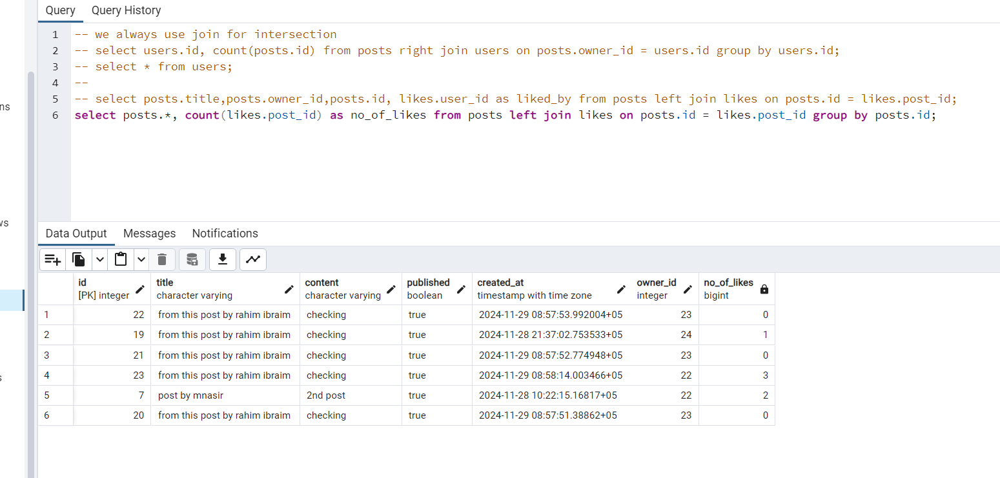 Query Query History
1 -- we always use join for intersection
2 -- select users.id, count(posts.id) from posts right join users on posts.owner_id = users.id group by users.id;
3 -- select * from users;
4 --
5 -- select posts.title,posts.owner_id,posts.id, likes.user_id as liked_by from posts left join likes on posts.id = likes.post_id;
6 select posts.*, count(likes.post_id) as no_of_likes from posts left join likes on posts.id = likes.post_id group by posts.id;
ns
Data Output Messages Notifications
id title content published created_at owner_id no_of_likes
[PK] integer character varying character varying boolean timestamp with time zone integer bigint
1 22 from this post by rahim ibraim checking true 2024-11-29 08:57:53.992004+05 23 0
2 19 from this post by rahim ibraim checking true 2024-11-28 21:37:02.753533+05 24 1
3 21 from this post by rahim ibraim checking true 2024-11-29 08:57:52.774948+05 23 0
4 23 from this post by rahim ibraim checking true 2024-11-29 08:58:14.003466+05 22 3
5 7 post by mnasir 2nd post true 2024-11-28 10:22:15.16817+05 22 2
6 20 from this post by rahim ibraim checking true 2024-11-29 08:57:51.38862+05 23 0